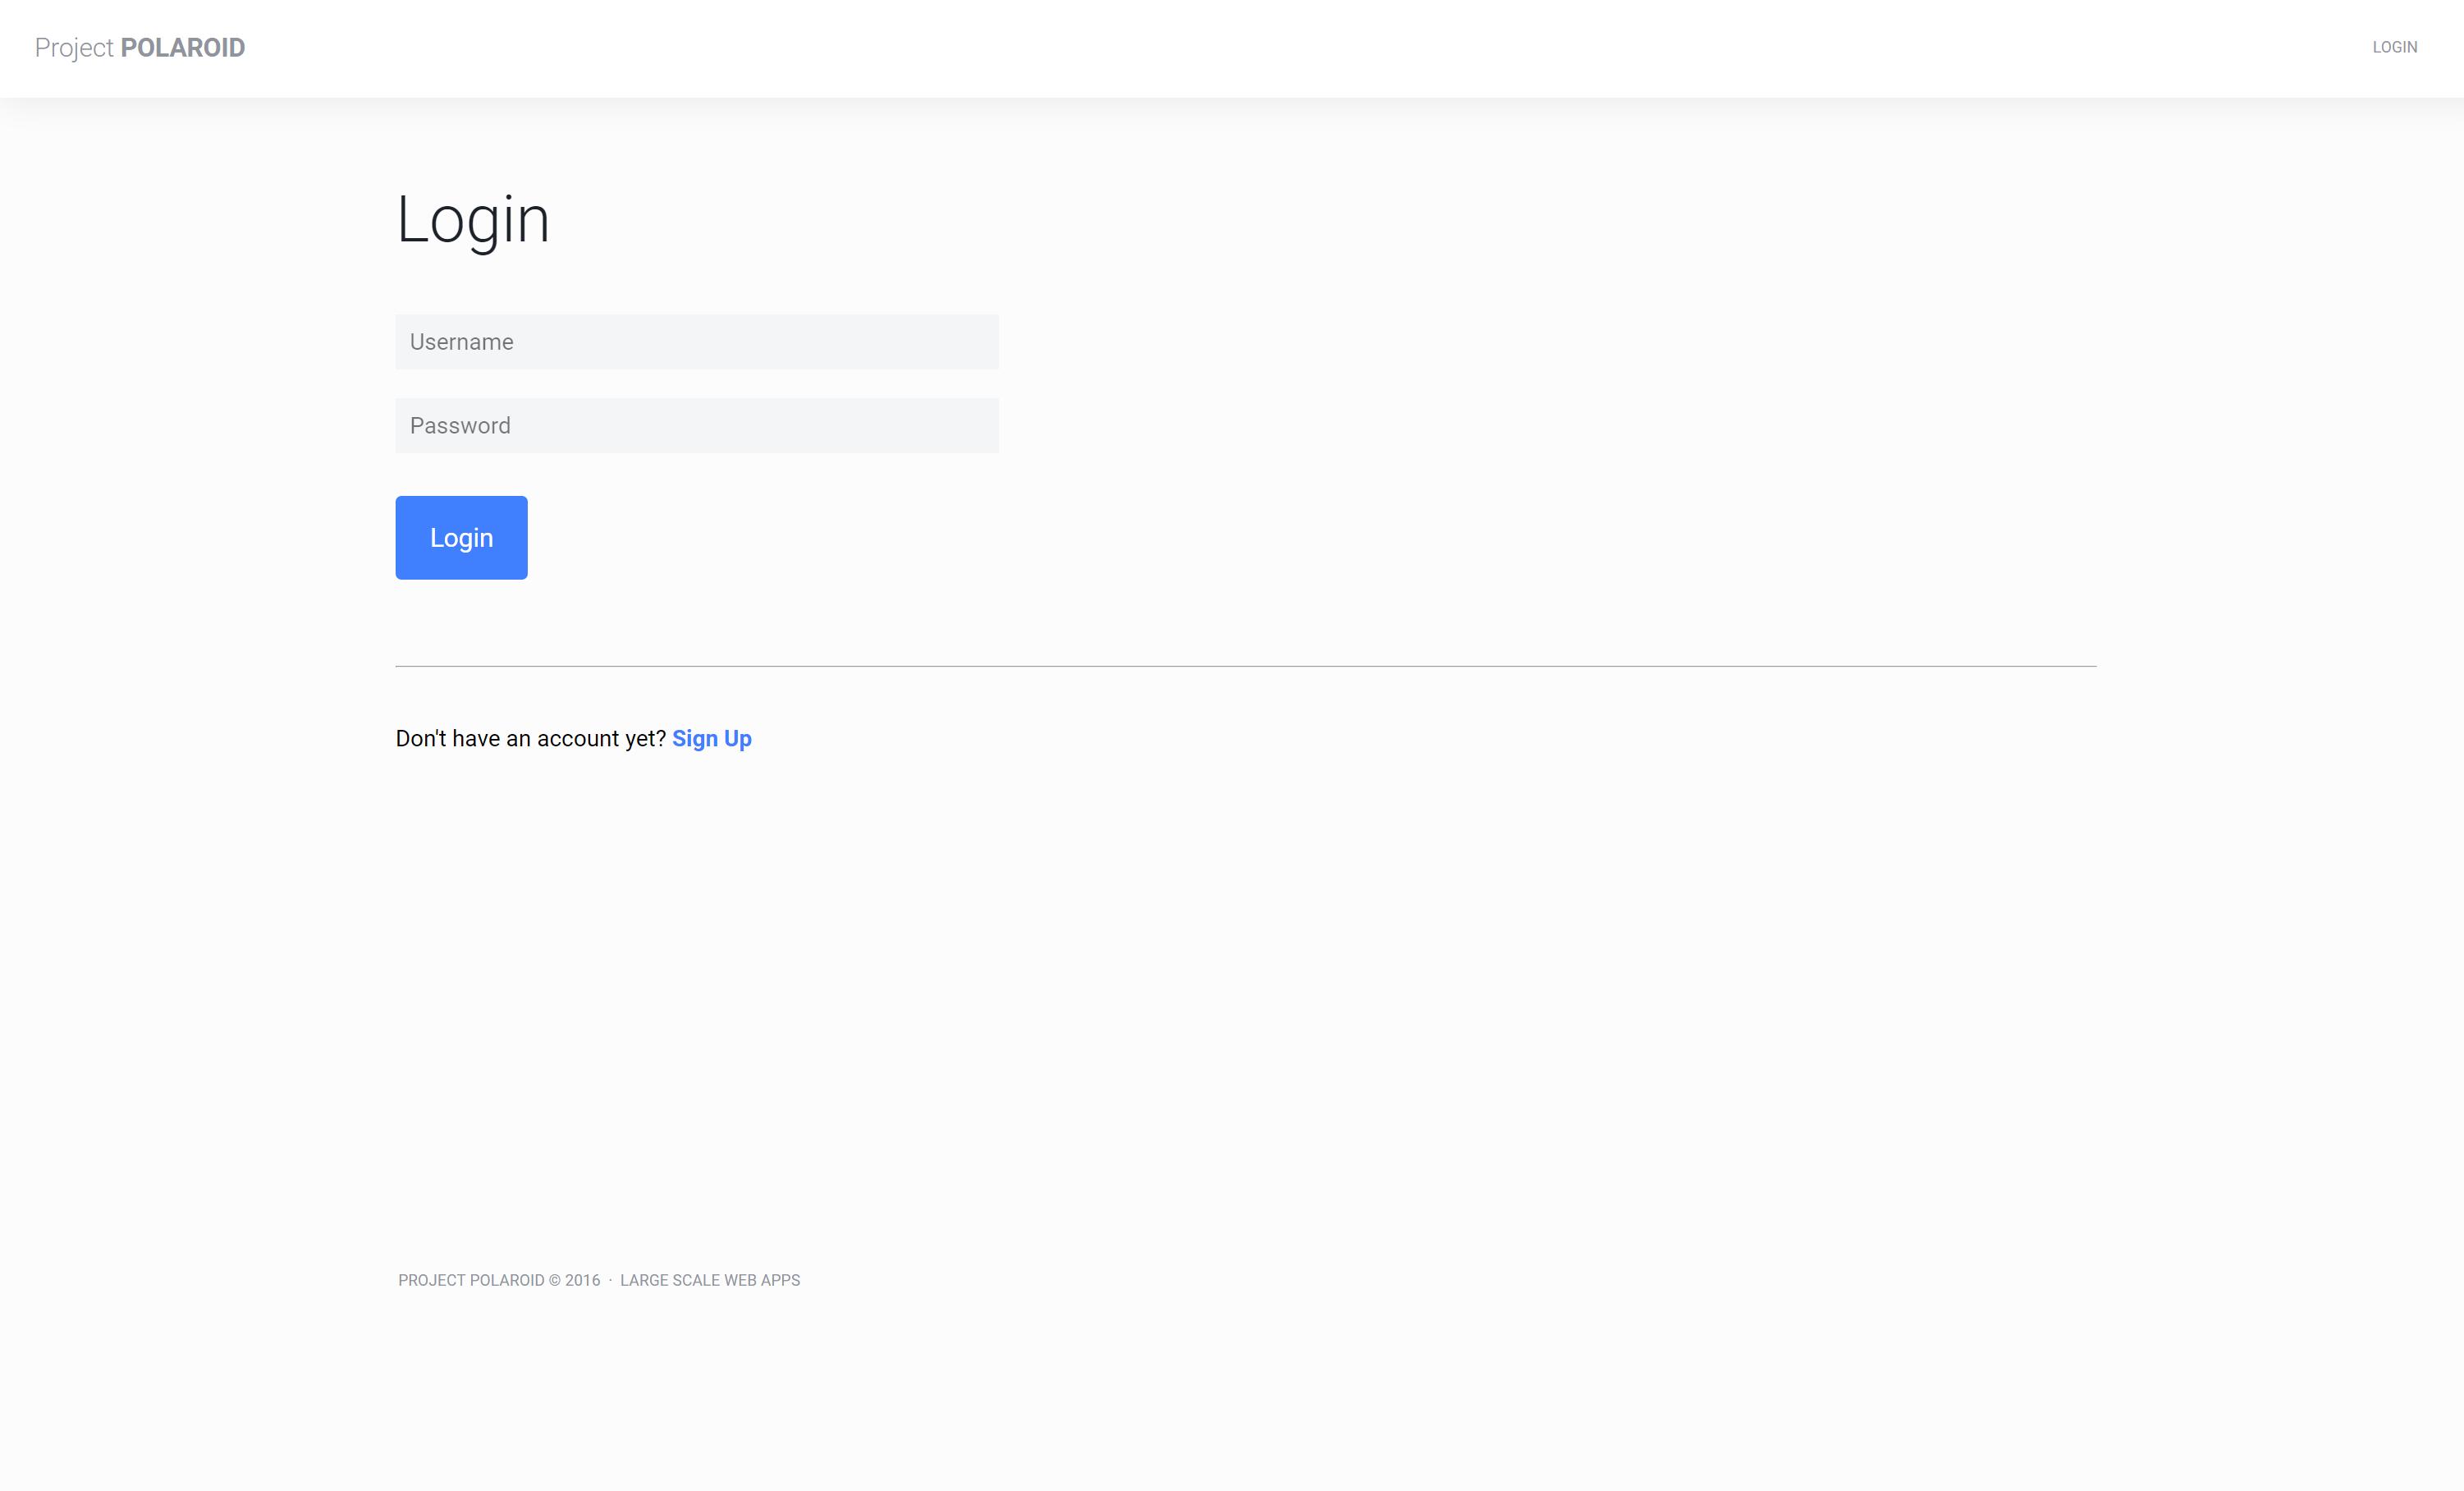 Project POLAROID
LOGIN
Login
Username
Password
Login
Don't have an account yet? Sign Up
PROJECT POLAROID © 2016 · LARGE SCALE WEB APPS